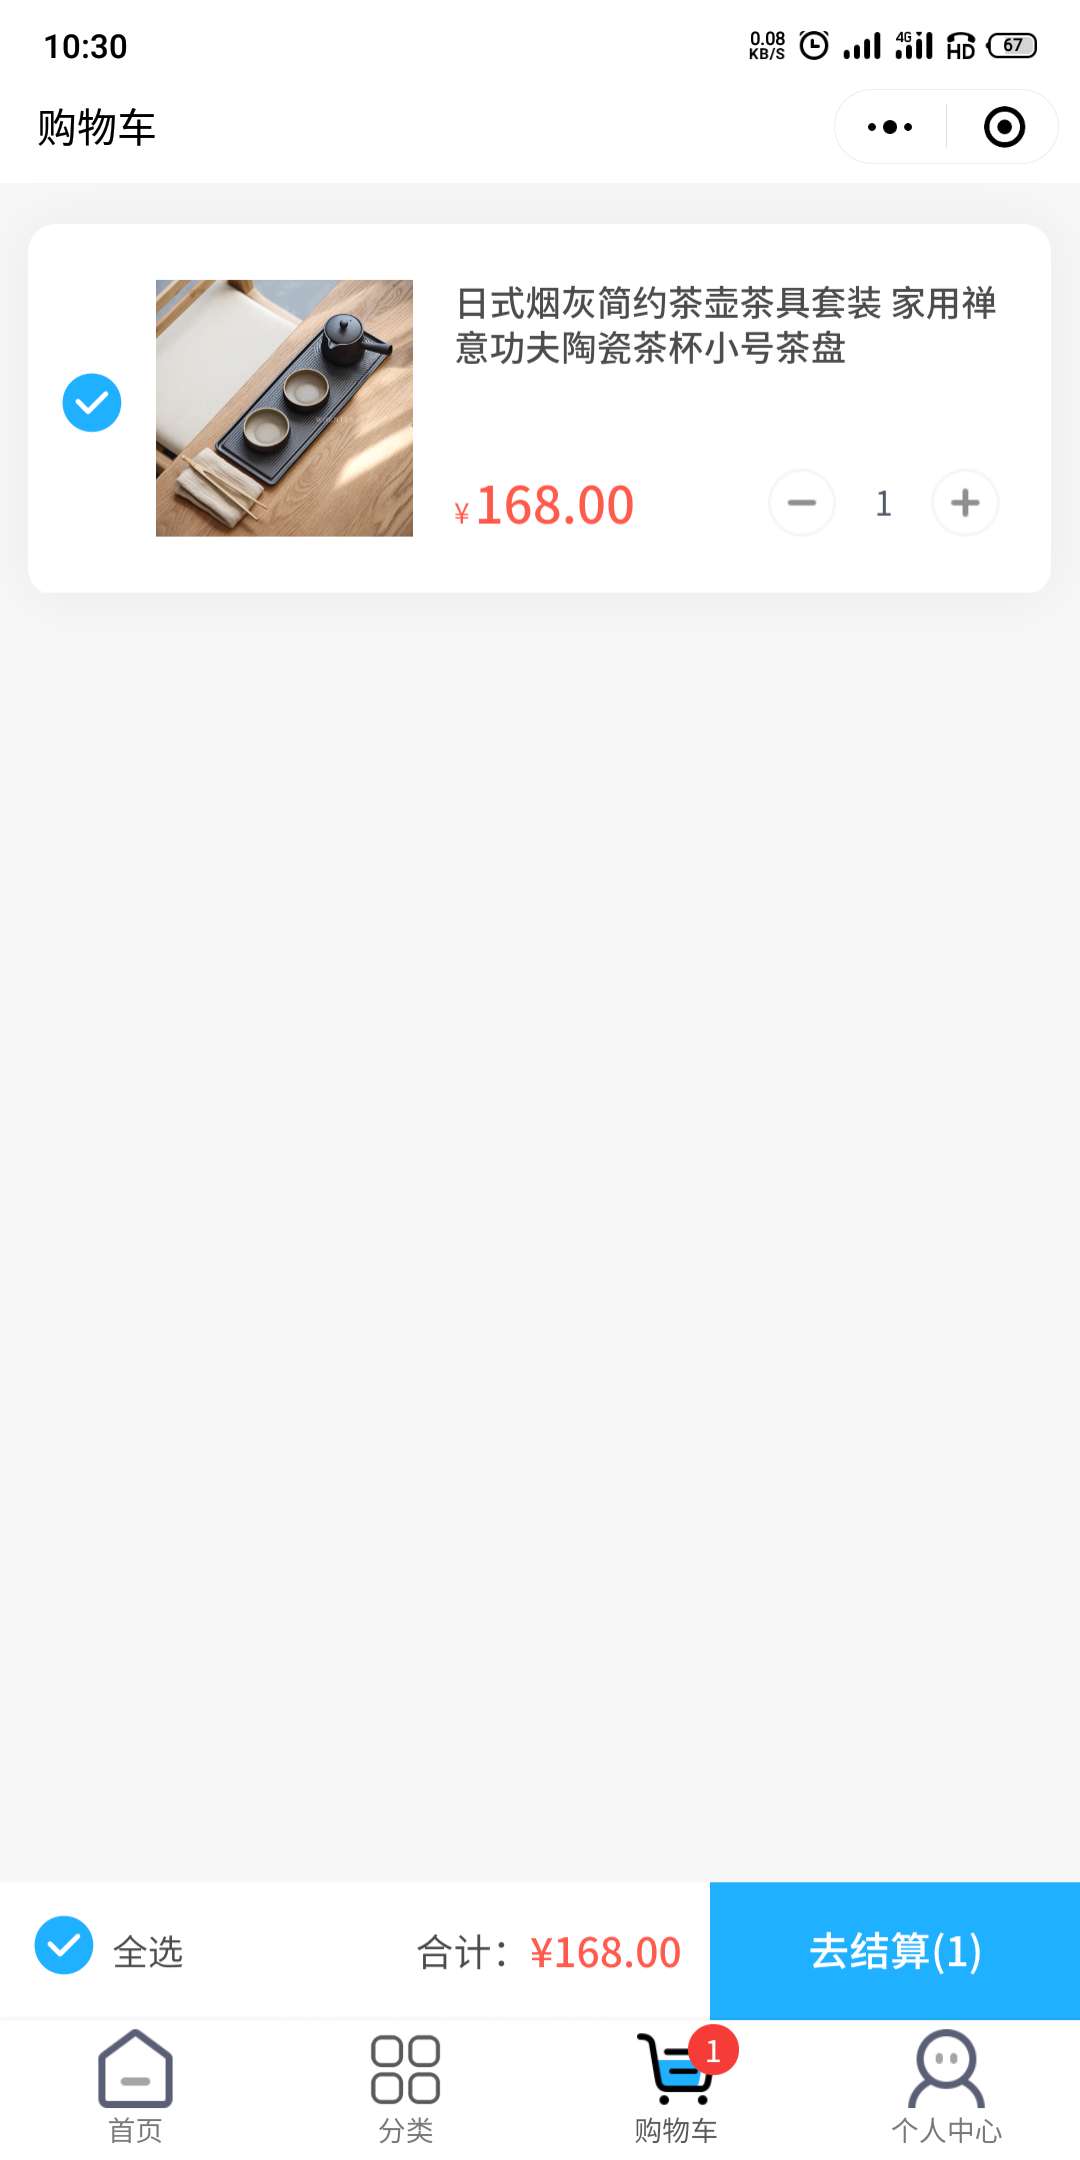 10:30
0.08
KB/S
4G
HD
67
购物车
日式烟灰简约茶壶茶具套装 家用禅
意功夫陶瓷茶杯小号茶盘
¥168.00
1
全选
合计：¥168.00
去结算(1)
1
首页
分类
购物车
个人中心